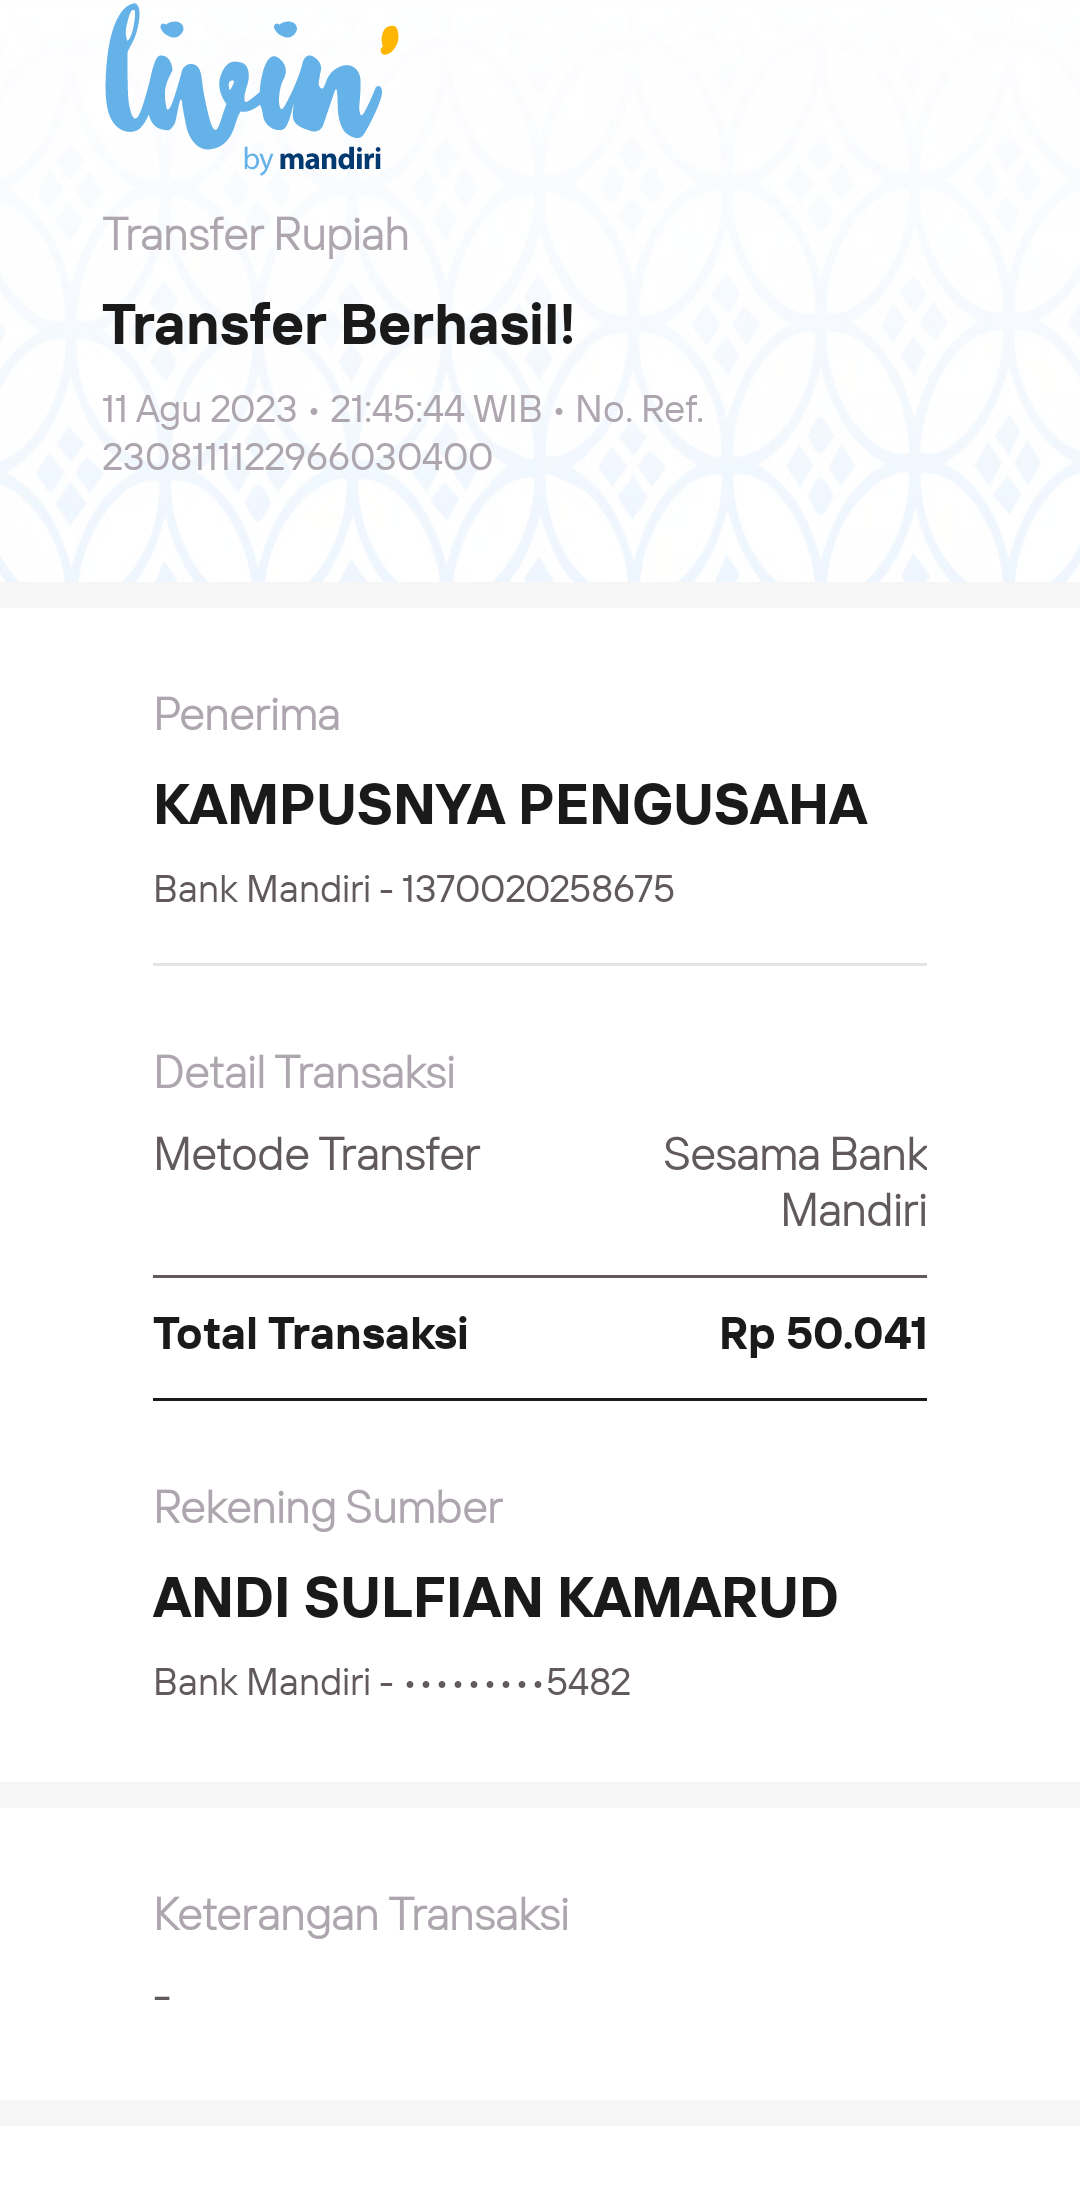 livin'
by mandiri
Transfer Rupiah
Transfer Berhasil!
11 Agu 2023 • 21:45:44 WIB • No. Ref.
2308111122966030400
Penerima
KAMPUSNYA PENGUSAHA
Bank Mandiri - 1370020258675
Detail Transaksi
Metode Transfer Sesama Bank
Mandiri
Total Transaksi Rp 50.041
Rekening Sumber
ANDI SULFIAN KAMARUD
Bank Mandiri - •••••••••5482
Keterangan Transaksi
-